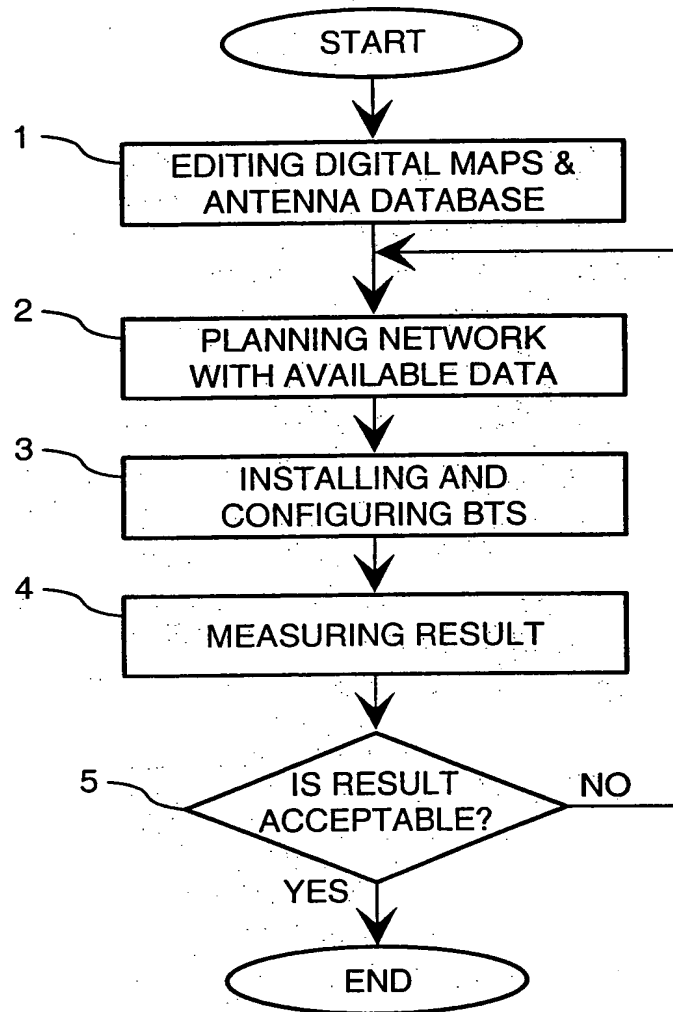 START
1
EDITING DIGITAL MAPS &
ANTENNA DATABASE
2
PLANNING NETWORK
WITH AVAILABLE DATA
3
INSTALLING AND
CONFIGURING BTS
4
MEASURING RESULT
5
IS RESULT
ACCEPTABLE?
NO
YES
END